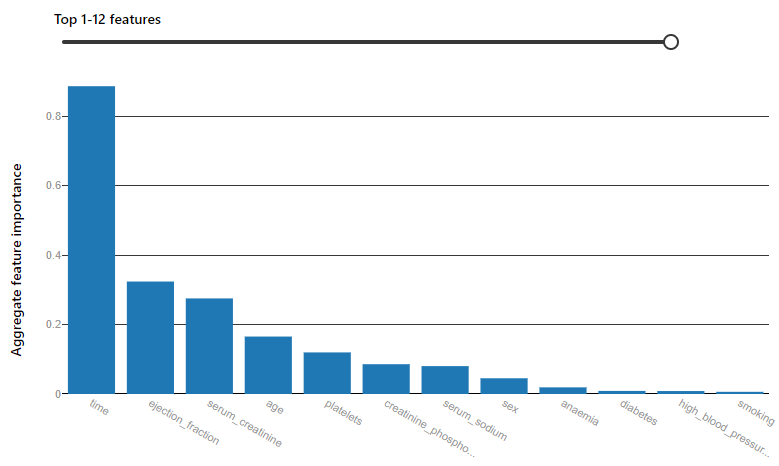 Top 1-12 features
Aggregate feature importance
0.8
0.6
0.4
0.2
0
time
ejection_fraction
serum_creatinine
age
platelets
creatinine_phospho...
serum_sodium
sex
anaemia
diabetes
high_blood_pressur...
smoking